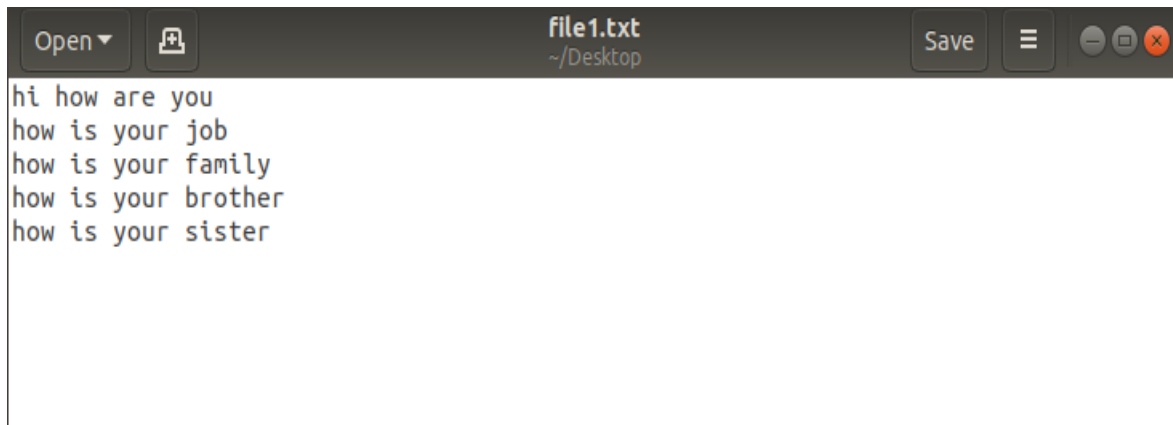 Open
file1.txt
~/Desktop
Save
hi how are you
how is your job
how is your family
how is your brother
how is your sister